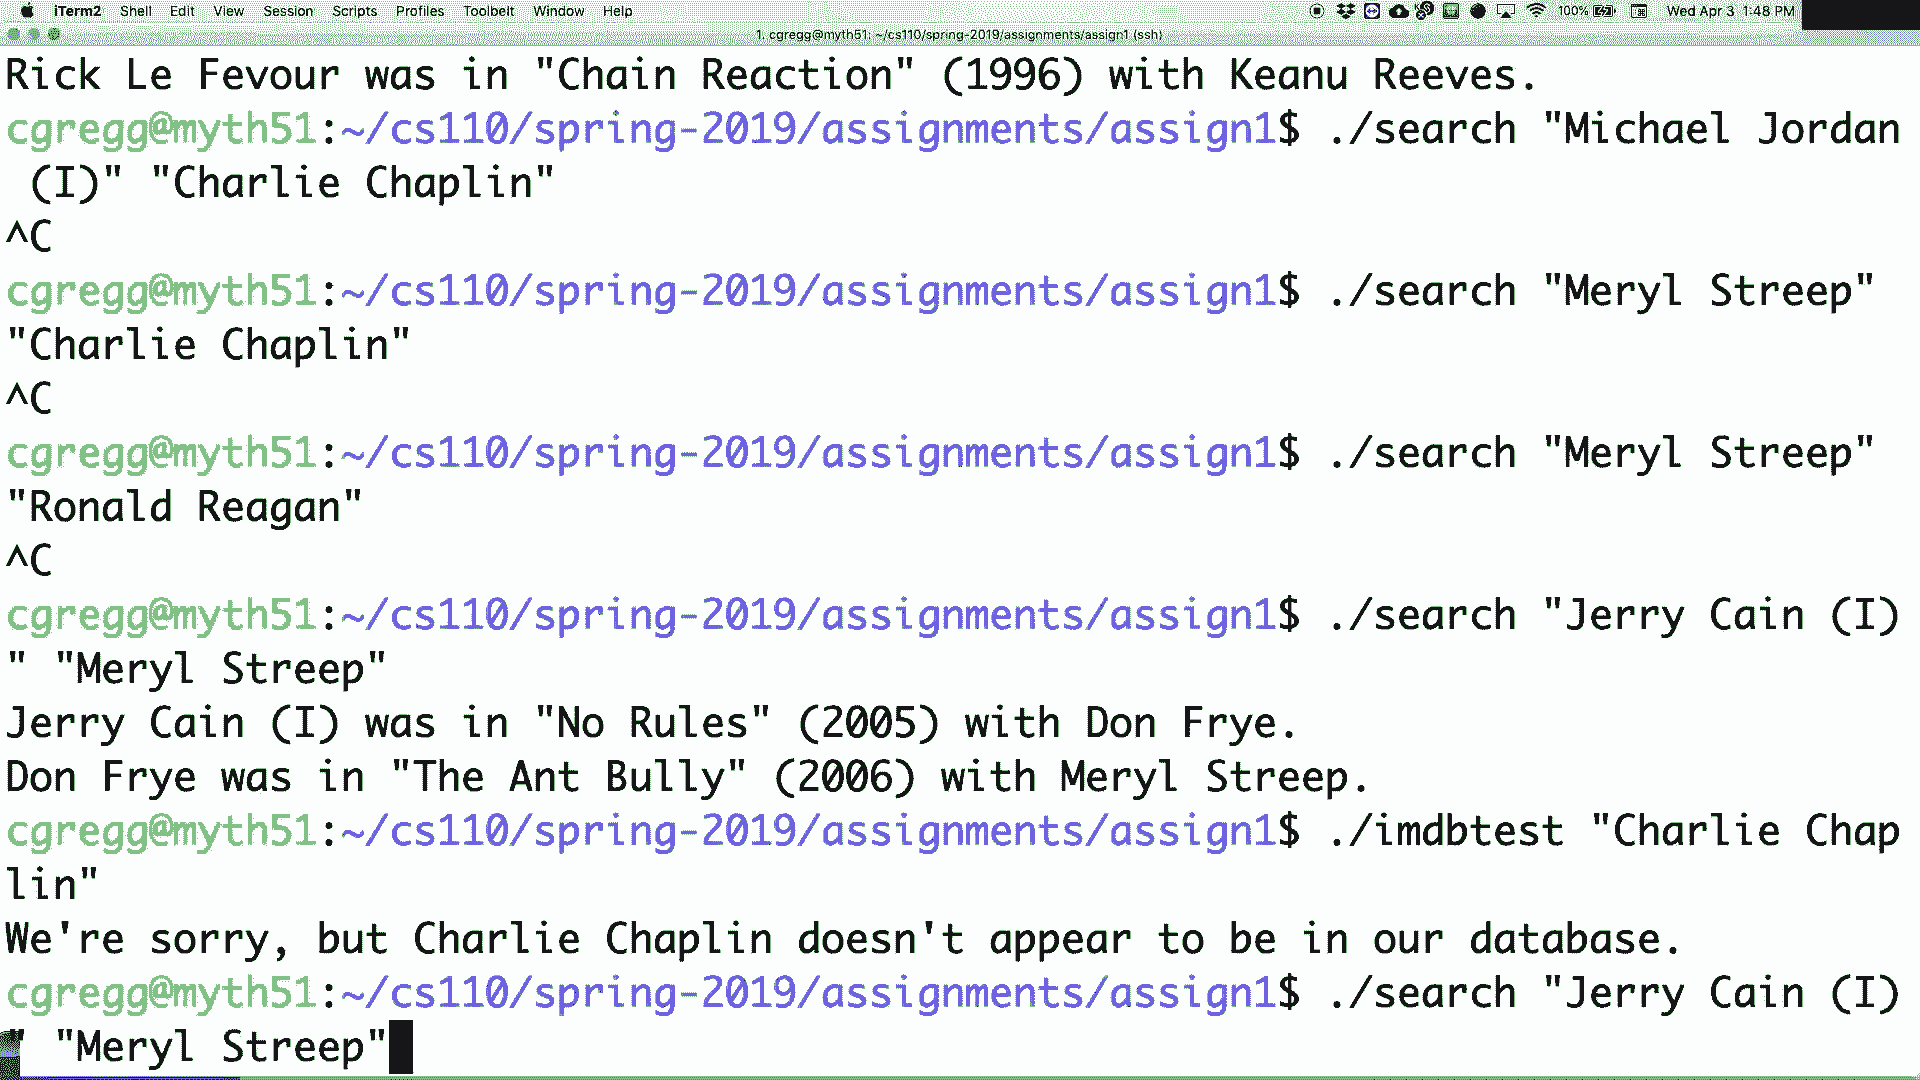 iTerm2 Shell Edit View Session Scripts Profiles Toolbelt Window Help 100% Wed Apr 3 1:48 PM
1. cgregg@myth51: ~/cs110/spring-2019/assignments/assign1 (ssh)
Rick Le Fevour was in "Chain Reaction" (1996) with Keanu Reeves.
cgregg@myth51:~/cs110/spring-2019/assignments/assign1$ ./search "Michael Jordan
 (I)" "Charlie Chaplin"
^C
cgregg@myth51:~/cs110/spring-2019/assignments/assign1$ ./search "Meryl Streep"
"Charlie Chaplin"
^C
cgregg@myth51:~/cs110/spring-2019/assignments/assign1$ ./search "Meryl Streep"
"Ronald Reagan"
^C
cgregg@myth51:~/cs110/spring-2019/assignments/assign1$ ./search "Jerry Cain (I)
" "Meryl Streep"
Jerry Cain (I) was in "No Rules" (2005) with Don Frye.
Don Frye was in "The Ant Bully" (2006) with Meryl Streep.
cgregg@myth51:~/cs110/spring-2019/assignments/assign1$ ./imdbtest "Charlie Chap
lin"
We're sorry, but Charlie Chaplin doesn't appear to be in our database.
cgregg@myth51:~/cs110/spring-2019/assignments/assign1$ ./search "Jerry Cain (I)
" "Meryl Streep"